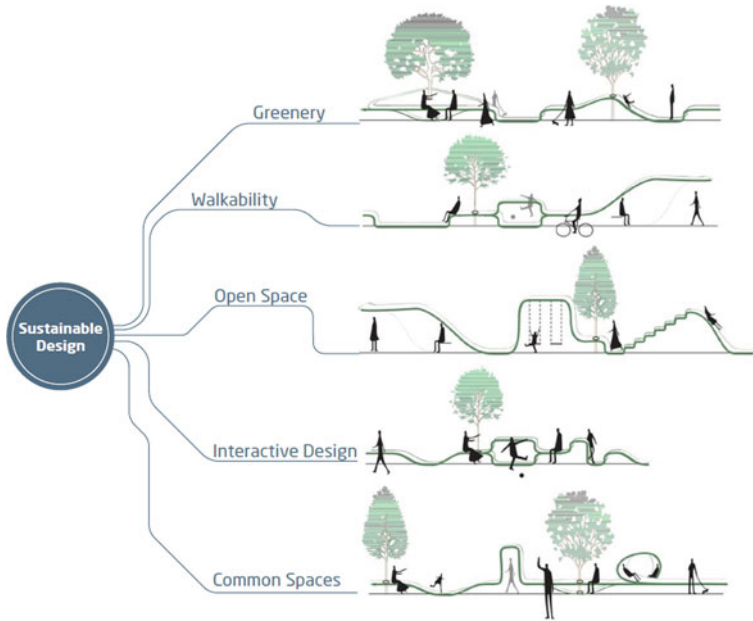 Greenery
Walkability
Open Space
Sustainable
Design
Interactive Design
Common Spaces